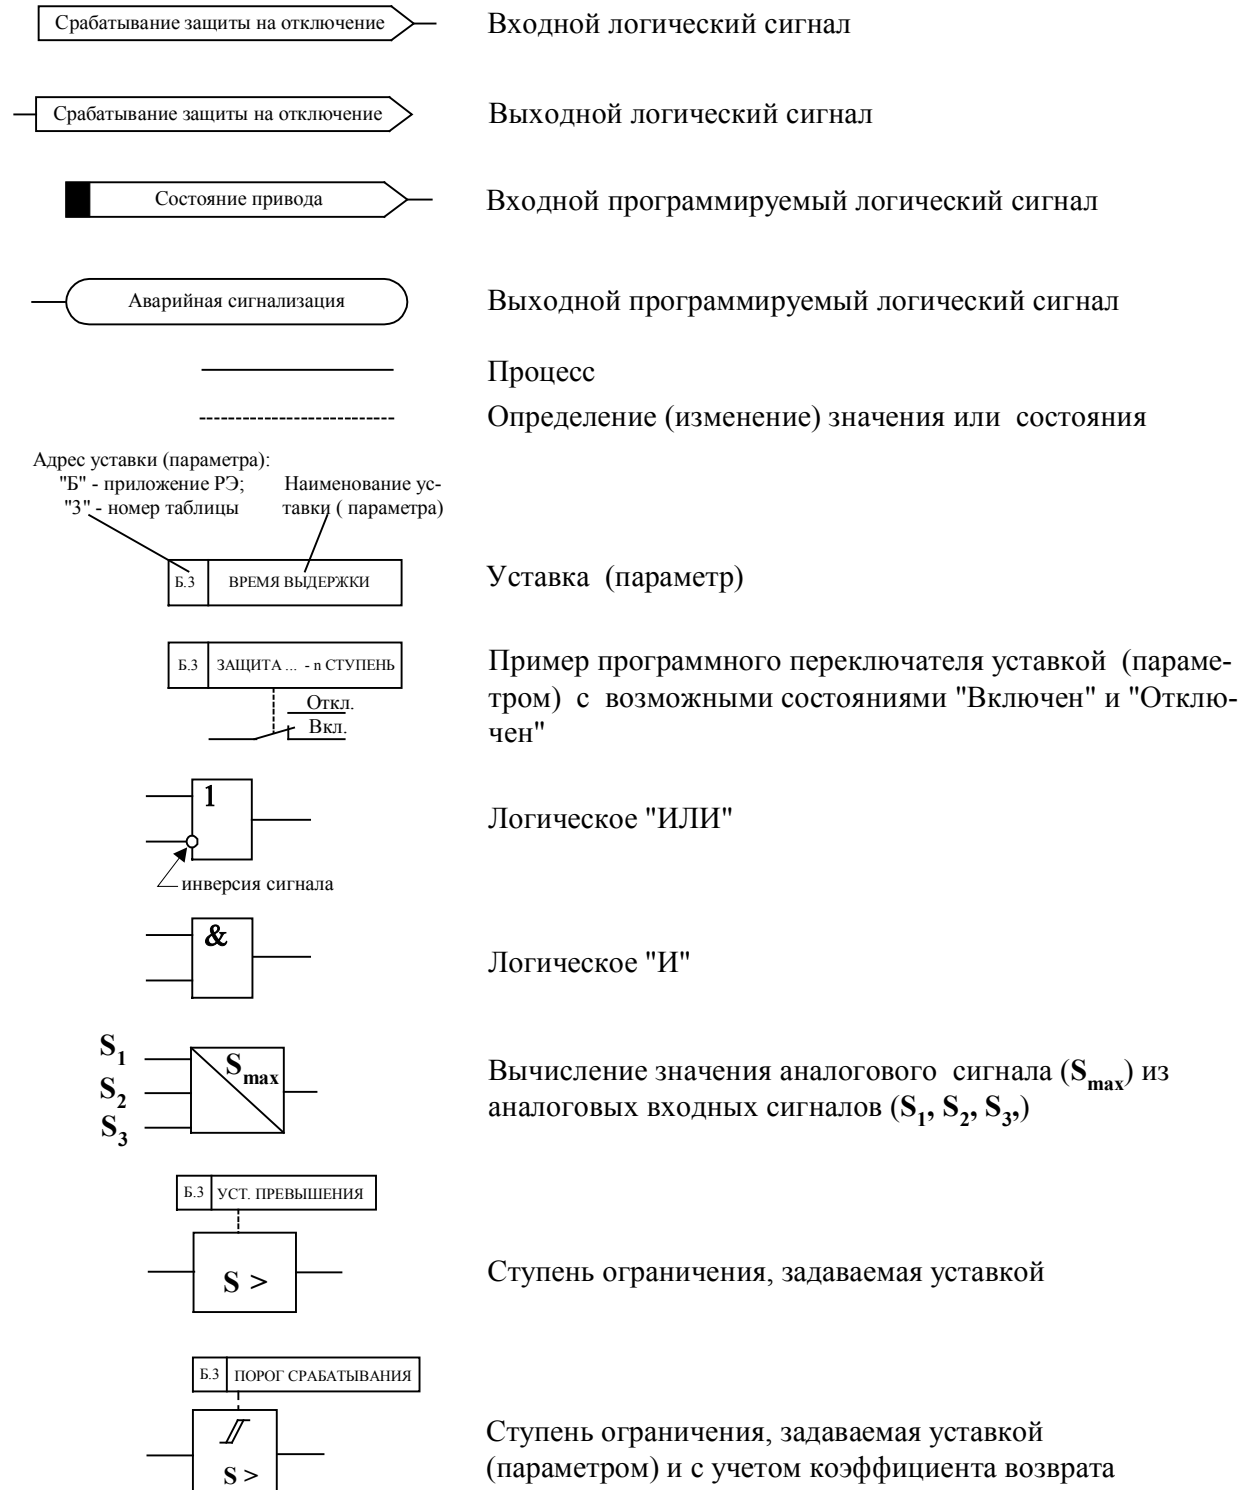 Срабатывание защиты на отключение
Входной логический сигнал
Срабатывание защиты на отключение
Выходной логический сигнал
Состояние привода
Входной программируемый логический сигнал
Аварийная сигнализация
Выходной программируемый логический сигнал
Процесс
Определение (изменение) значения или состояния
Адрес уставки (параметра):
"Б" - приложение РЭ;
"3" - номер таблицы
Наименование ус-
тавки ( параметра)
Б.3 ВРЕМЯ ВЫДЕРЖКИ
Уставка (параметр)
Б.3 ЗАЩИТА ... - n СТУПЕНЬ
Откл.
Вкл.
Пример программного переключателя уставкой (параме-
тром) с возможными состояниями "Включен" и "Отклю-
чен"
1
инверсия сигнала
Логическое "ИЛИ"
&
Логическое "И"
S1
S2
S3
Smax
Вычисление значения аналогового сигнала (Smax) из
аналоговых входных сигналов (S1, S2, S3,)
Б.3 УСТ. ПРЕВЫШЕНИЯ
S >
Ступень ограничения, задаваемая уставкой
Б.3 ПОРОГ СРАБАТЫВАНИЯ
S >
Ступень ограничения, задаваемая уставкой
(параметром) и с учетом коэффициента возврата